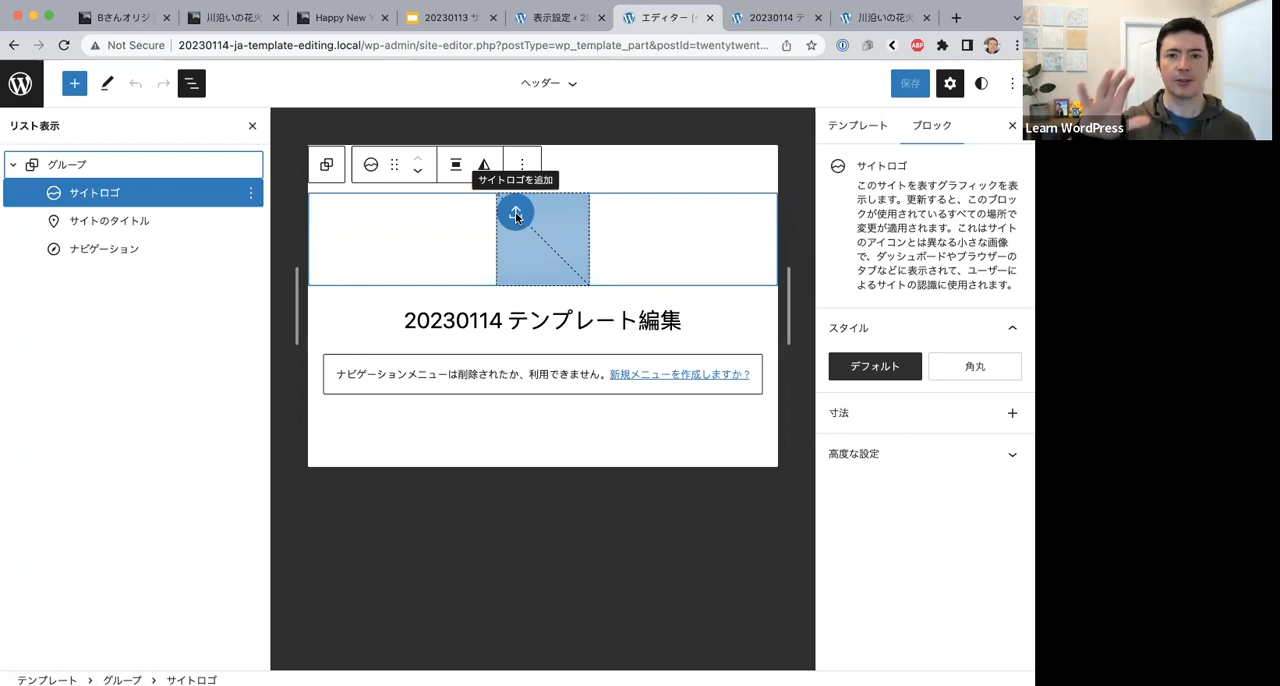 Bさんオリジ
川沿いの花火
Happy New Y
20230113 サ
表示設定 ‹ 20
エディター (ベ
20230114 テ
川沿いの花火
Not Secure
20230114-ja-template-editing.local/wp-admin/site-editor.php?postType=wp_template_part&postId=twentytwent...
ABP
ヘッダー
保存
Learn WordPress
リスト表示
グループ
サイトロゴ
サイトのタイトル
ナビゲーション
サイトロゴを追加
20230114 テンプレート編集
ナビゲーションメニューは削除されたか、利用できません。新規メニューを作成しますか ?
テンプレート
ブロック
サイトロゴ
このサイトを表すグラフィックを表
示します。更新すると、このブロッ
クが使用されているすべての場所で
変更が適用されます。これはサイト
のアイコンとは異なる小さな画像
で、ダッシュボードやブラウザーの
タブなどに表示されて、ユーザーに
よるサイトの認識に使用されます。
スタイル
デフォルト
角丸
寸法
高度な設定
テンプレート › グループ › サイトロゴ